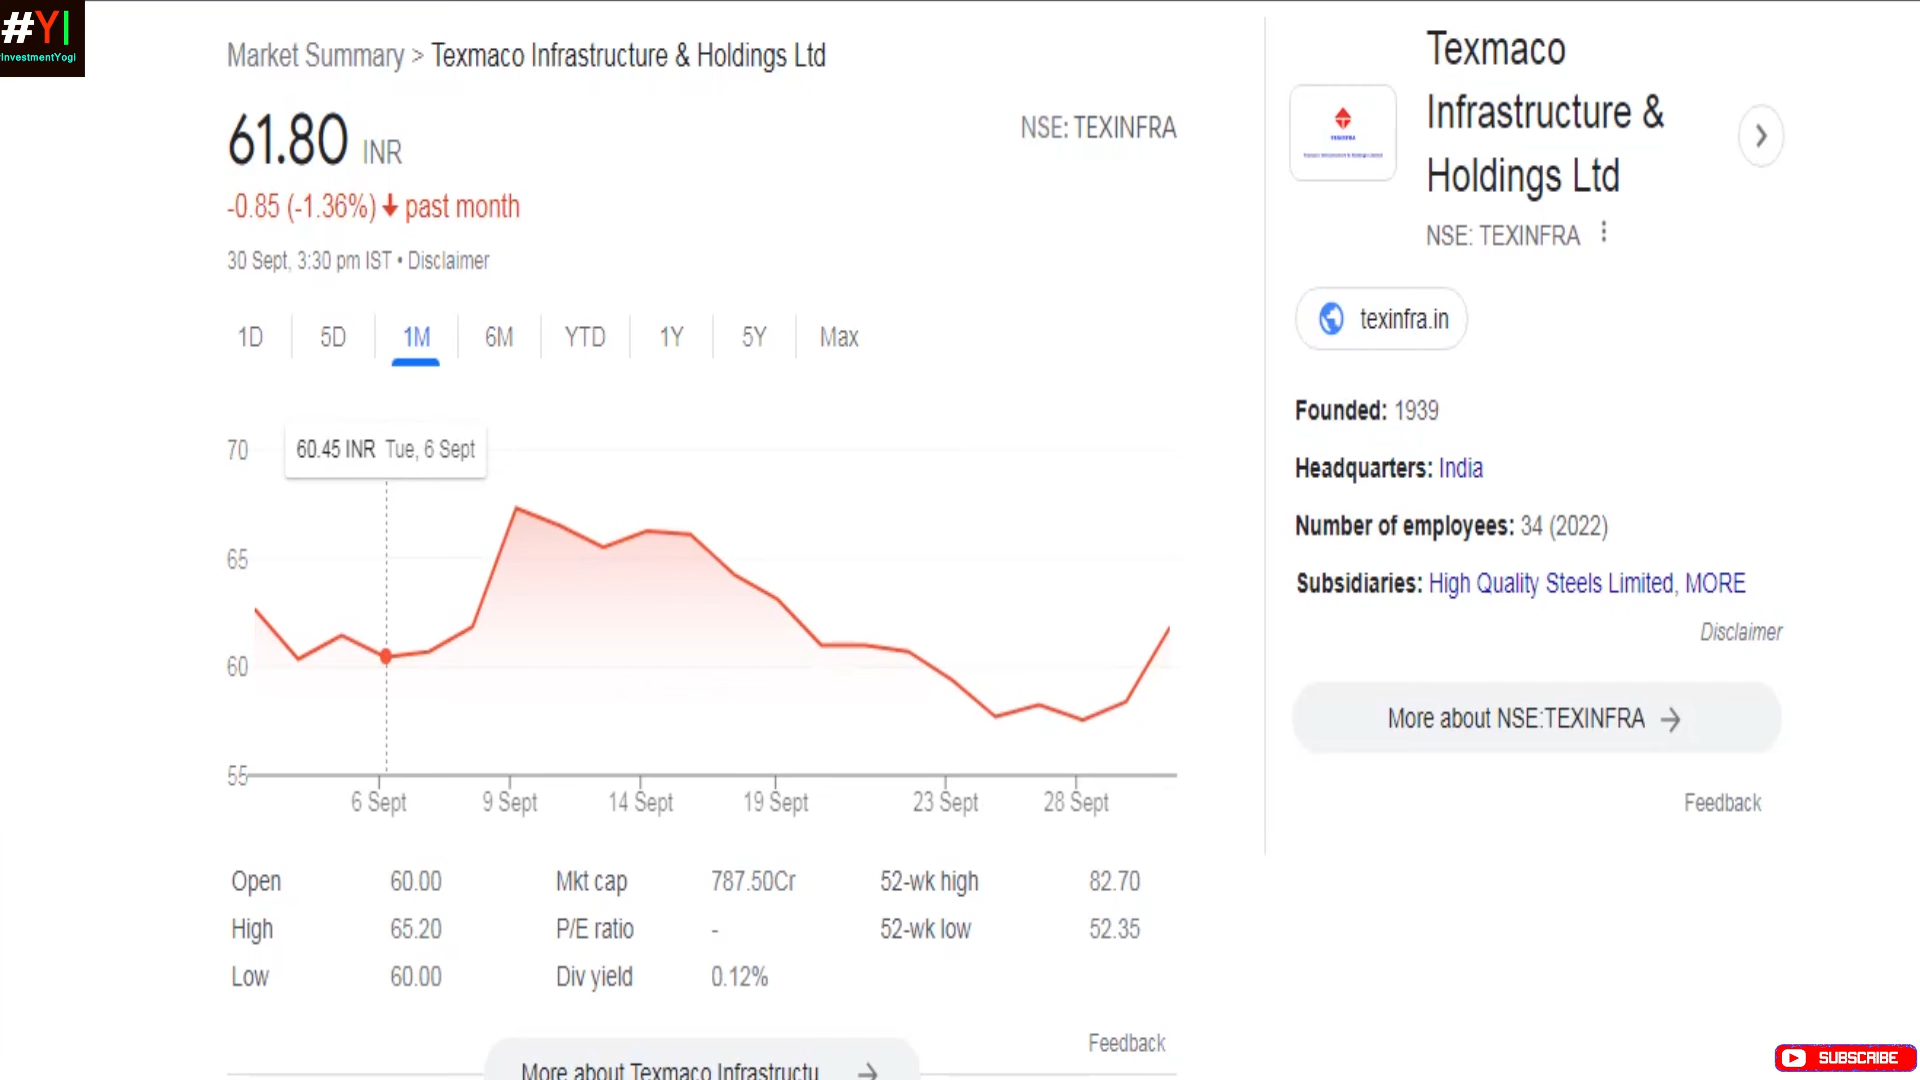 #YI
InvestmentYogi
Market Summary > Texmaco Infrastructure & Holdings Ltd
61.80 INR
NSE: TEXINFRA
-0.85 (-1.36%) past month
30 Sept, 3:30 pm IST • Disclaimer
1D 5D 1M 6M YTD 1Y 5Y Max
60.45 INR Tue, 6 Sept
70
65
60
55
6 Sept 9 Sept 14 Sept 19 Sept 23 Sept 28 Sept
Open 60.00 Mkt cap 787.50Cr 52-wk high 82.70
High 65.20 P/E ratio - 52-wk low 52.35
Low 60.00 Div yield 0.12%
Feedback
More about Texmaco Infrastructu
Texmaco
Infrastructure &
Holdings Ltd
NSE: TEXINFRA
texinfra.in
Founded: 1939
Headquarters: India
Number of employees: 34 (2022)
Subsidiaries: High Quality Steels Limited, MORE
Disclaimer
More about NSE:TEXINFRA
Feedback
SUBSCRIBE